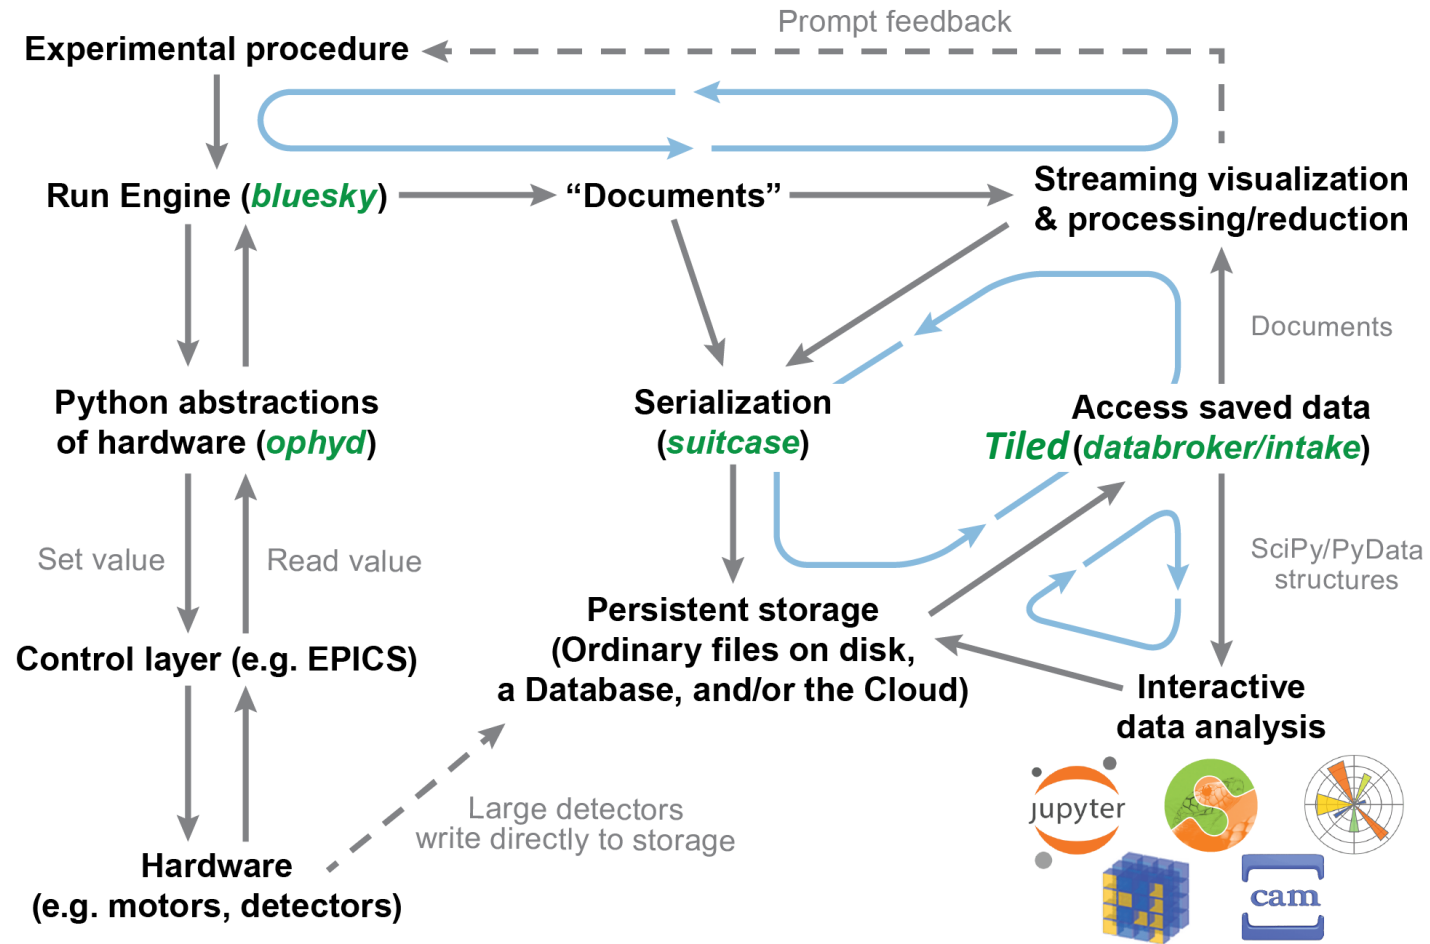 Prompt feedback
Experimental procedure
Run Engine (bluesky)
“Documents”
Streaming visualization
& processing/reduction
Documents
Python abstractions
of hardware (ophyd)
Serialization
(suitcase)
Access saved data
Tiled (databroker/intake)
Set value
Read value
SciPy/PyData
structures
Control layer (e.g. EPICS)
Persistent storage
(Ordinary files on disk,
a Database, and/or the Cloud)
Interactive
data analysis
Large detectors
write directly to storage
Hardware
(e.g. motors, detectors)
jupyter
cam